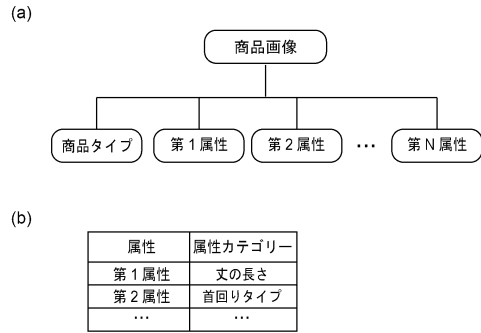 (a)
商品画像
商品タイプ 第1属性 第2属性 ··· 第N属性
(b)
属性 属性カテゴリー
第1属性 丈の長さ
第2属性 首回りタイプ
··· ···